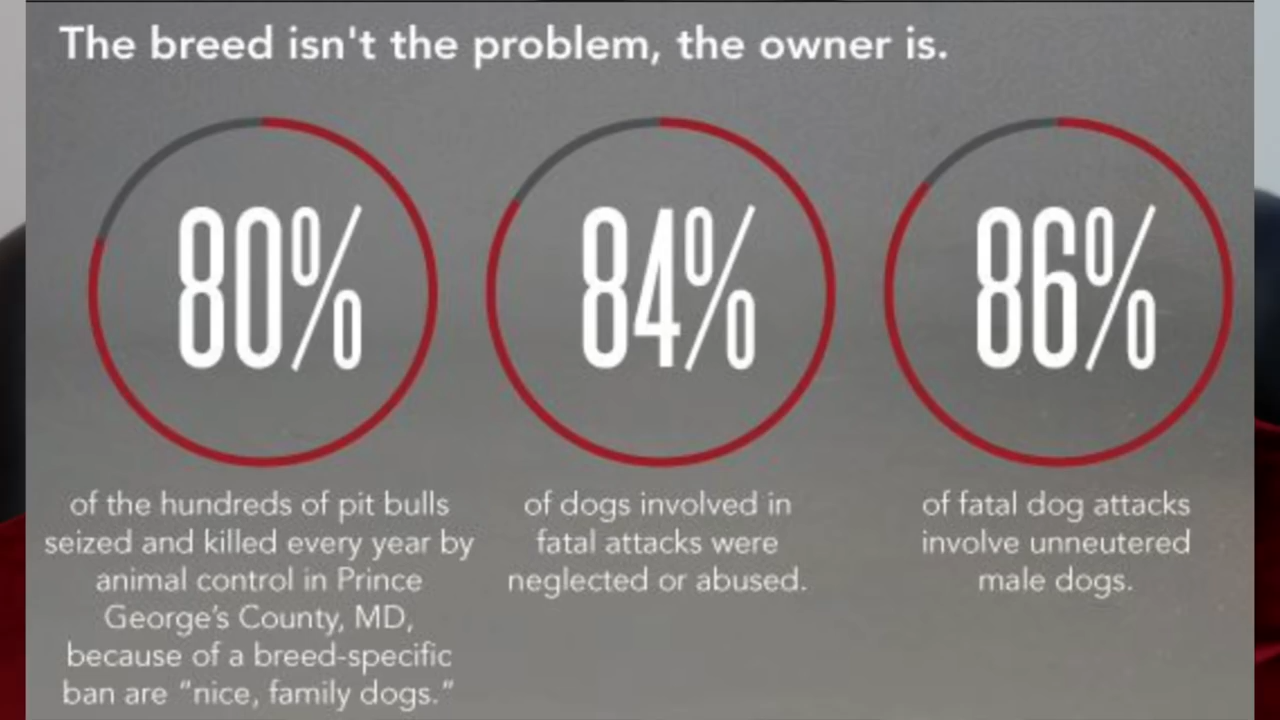 The breed isn't the problem, the owner is.
80%
84%
86%
of the hundreds of pit bulls
seized and killed every year by
animal control in Prince
George's County, MD,
because of a breed-specific
ban are “nice, family dogs.”
of dogs involved in
fatal attacks were
neglected or abused.
of fatal dog attacks
involve unneutered
male dogs.